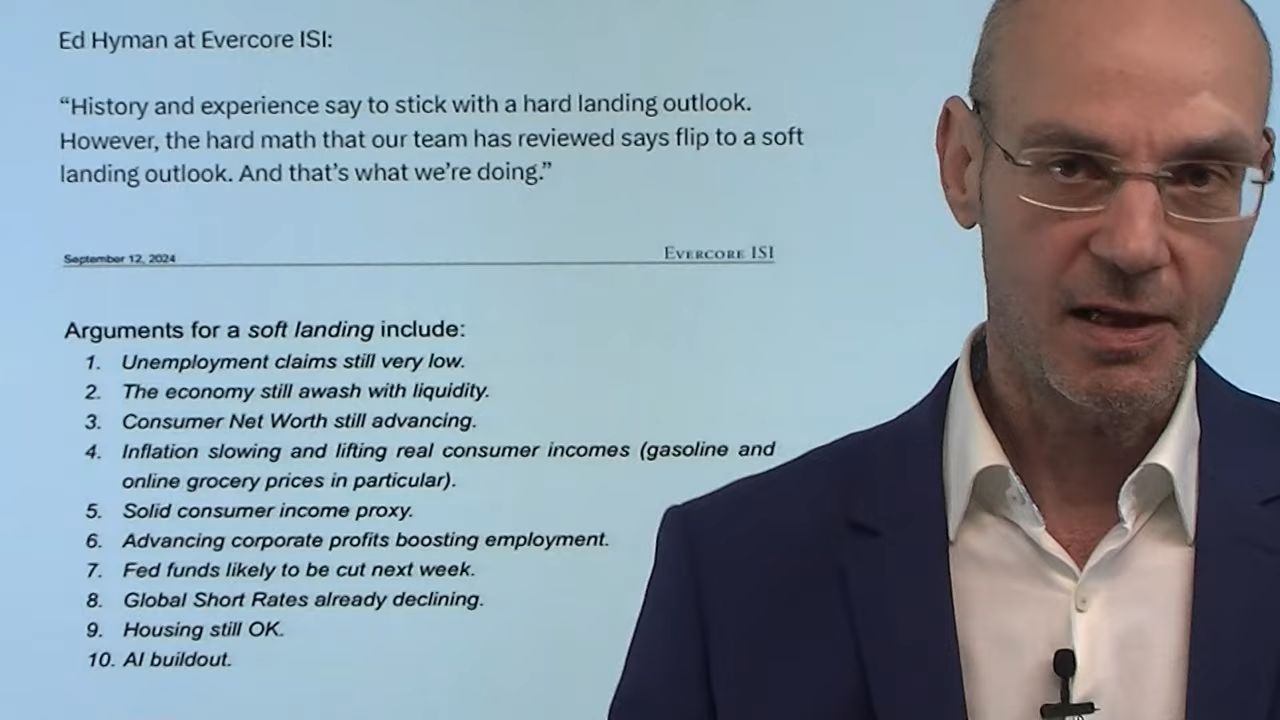 Ed Hyman at Evercore ISI:
“History and experience say to stick with a hard landing outlook.
However, the hard math that our team has reviewed says flip to a soft
landing outlook. And that’s what we’re doing.”
September 12, 2024 EVERCORE ISI
Arguments for a soft landing include:
1. Unemployment claims still very low.
2. The economy still awash with liquidity.
3. Consumer Net Worth still advancing.
4. Inflation slowing and lifting real consumer incomes (gasoline and
online grocery prices in particular).
5. Solid consumer income proxy.
6. Advancing corporate profits boosting employment.
7. Fed funds likely to be cut next week.
8. Global Short Rates already declining.
9. Housing still OK.
10. AI buildout.